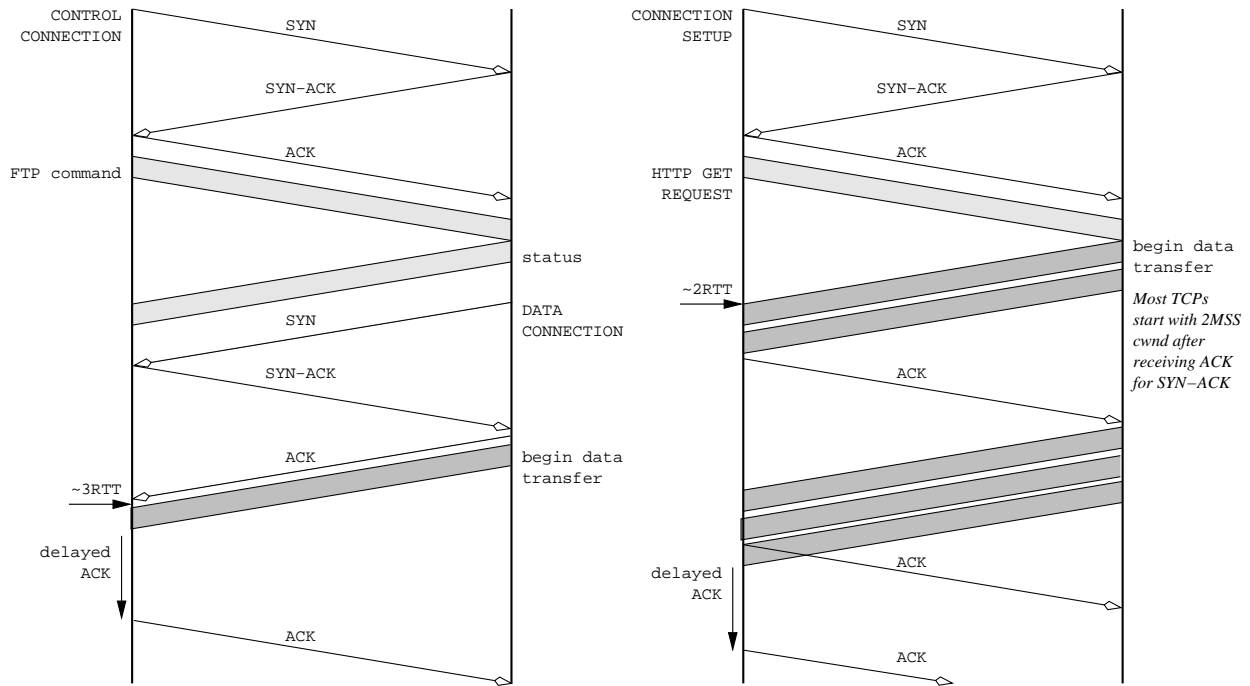 CONTROL
CONNECTION
SYN
SYN−ACK
ACK
FTP command
status
DATA
CONNECTION
SYN
SYN−ACK
ACK
begin data
transfer
~3RTT
delayed
ACK
ACK
CONNECTION
SETUP
SYN
SYN−ACK
ACK
HTTP GET
REQUEST
begin data
transfer
~2RTT
Most TCPs
start with 2MSS
cwnd after
receiving ACK
for SYN−ACK
ACK
ACK
delayed
ACK
ACK